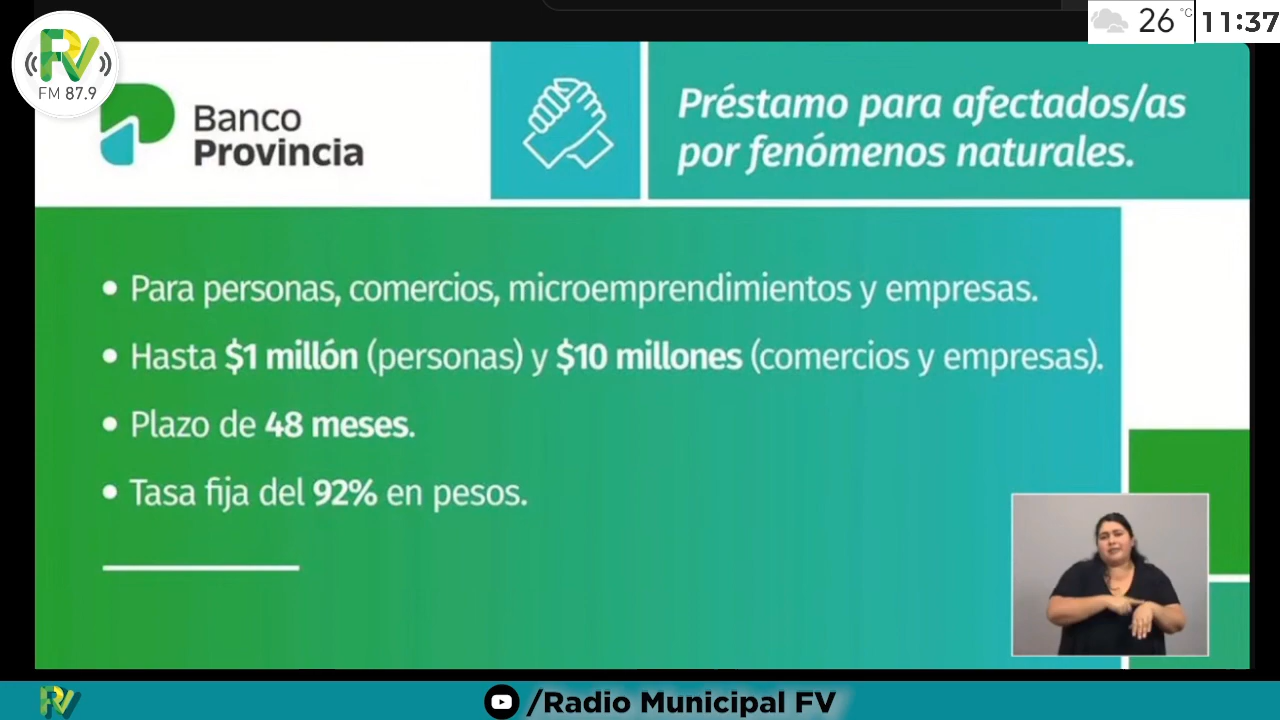 26 °C 11:37
FV
FM 87.9
Banco
Provincia
Préstamo para afectados/as
por fenómenos naturales.
• Para personas, comercios, microemprendimientos y empresas.
• Hasta $1 millón (personas) y $10 millones (comercios y empresas).
• Plazo de 48 meses.
• Tasa fija del 92% en pesos.
FV
/Radio Municipal FV